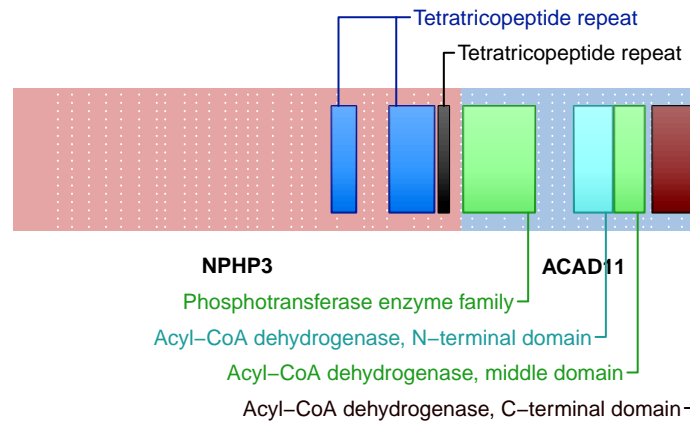 Tetratricopeptide repeat
Tetratricopeptide repeat
NPHP3
ACAD11
Phosphotransferase enzyme family
Acyl−CoA dehydrogenase, N−terminal domain
Acyl−CoA dehydrogenase, middle domain
Acyl−CoA dehydrogenase, C−terminal domain